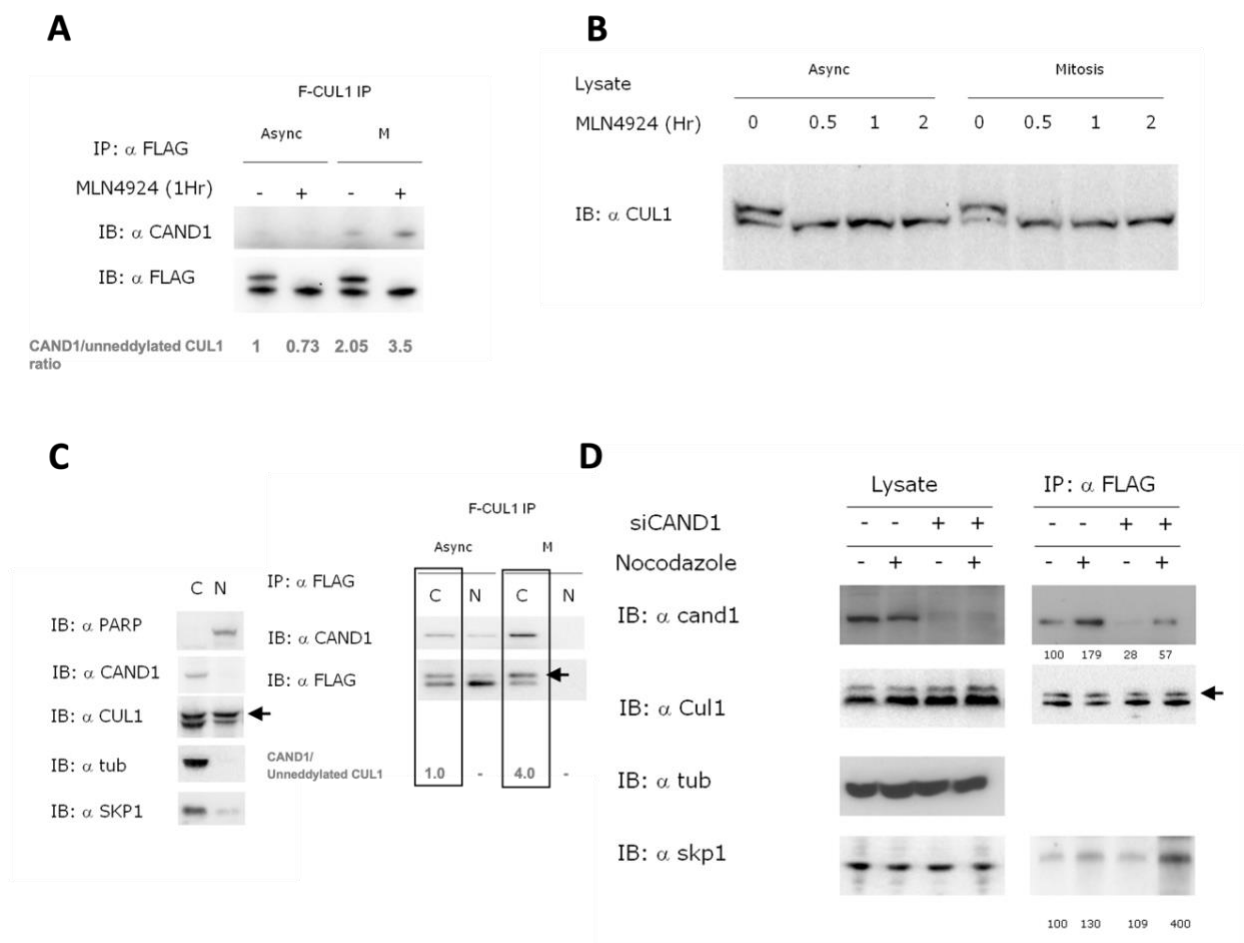 A
F-CUL1 IP
Async M
IP: α FLAG
MLN4924 (1Hr) - + - +
IB: α CAND1
IB: α FLAG
CAND1/unneddylated CUL1 1 0.73 2.05 3.5
ratio
B
Async Mitosis
Lysate
MLN4924 (Hr) 0 0.5 1 2 0 0.5 1 2
IB: α CUL1
C
C N
IB: α PARP
IB: α CAND1
IB: α CUL1
IB: α tub
IB: α SKP1
F-CUL1 IP
Async M
IP: α FLAG
C N C N
IB: α CAND1
IB: α FLAG
CAND1/
Unneddylated CUL1 1.0 - 4.0 -
D
Lysate IP: α FLAG
siCAND1 - - + + - - + +
Nocodazole - + - + - + - +
IB: α cand1
100 179 28 57
IB: α Cul1
IB: α tub
IB: α skp1
100 130 109 400